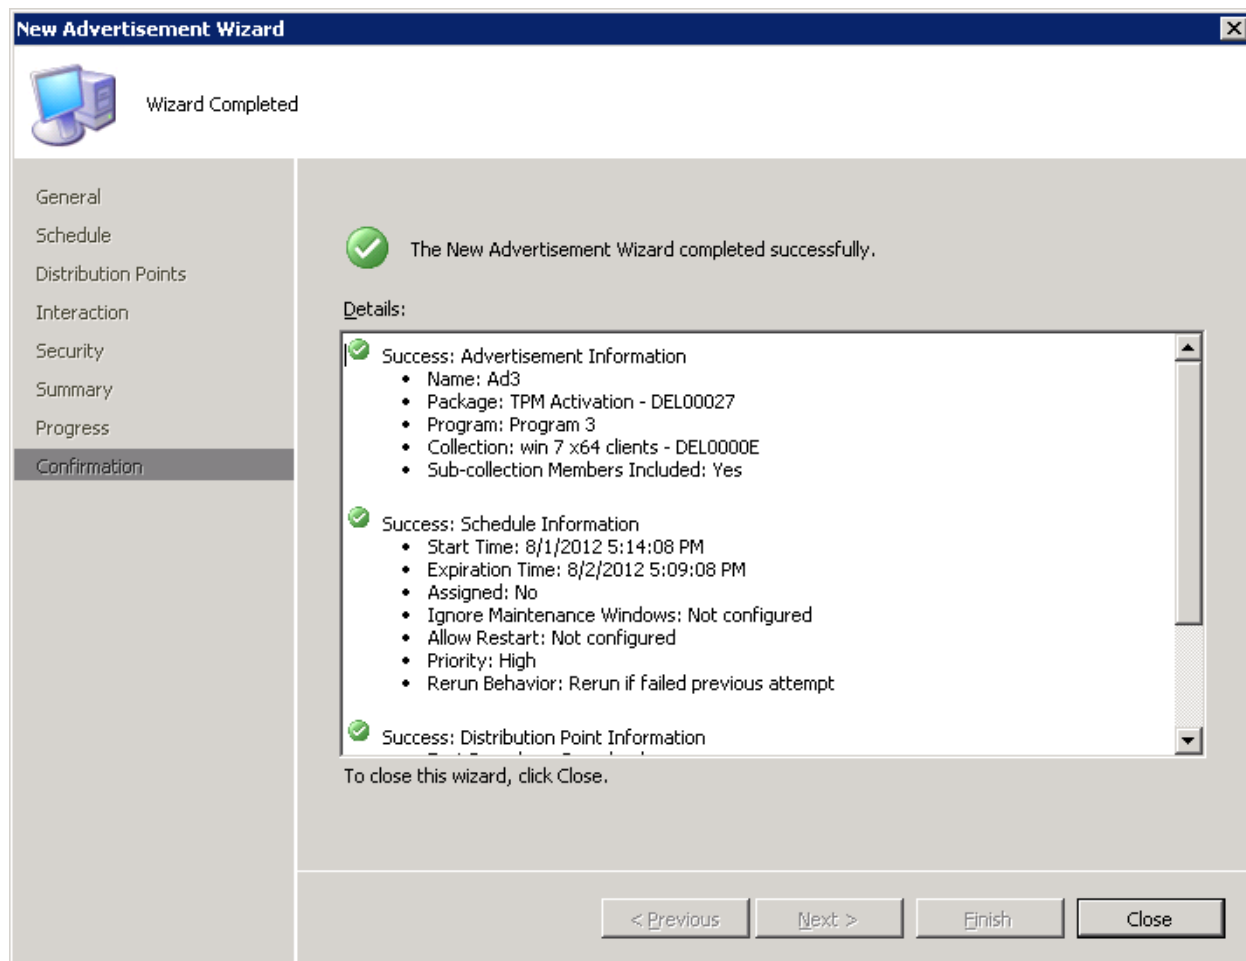 New Advertisement Wizard
Wizard Completed
General
Schedule
Distribution Points
Interaction
Security
Summary
Progress
Confirmation
The New Advertisement Wizard completed successfully.
Details:
Success: Advertisement Information
• Name: Ad3
• Package: TPM Activation - DEL00027
• Program: Program 3
• Collection: win 7 x64 clients - DEL0000E
• Sub-collection Members Included: Yes
Success: Schedule Information
• Start Time: 8/1/2012 5:14:08 PM
• Expiration Time: 8/2/2012 5:09:08 PM
• Assigned: No
• Ignore Maintenance Windows: Not configured
• Allow Restart: Not configured
• Priority: High
• Rerun Behavior: Rerun if failed previous attempt
Success: Distribution Point Information
To close this wizard, click Close.
< Previous
Next >
Finish
Close